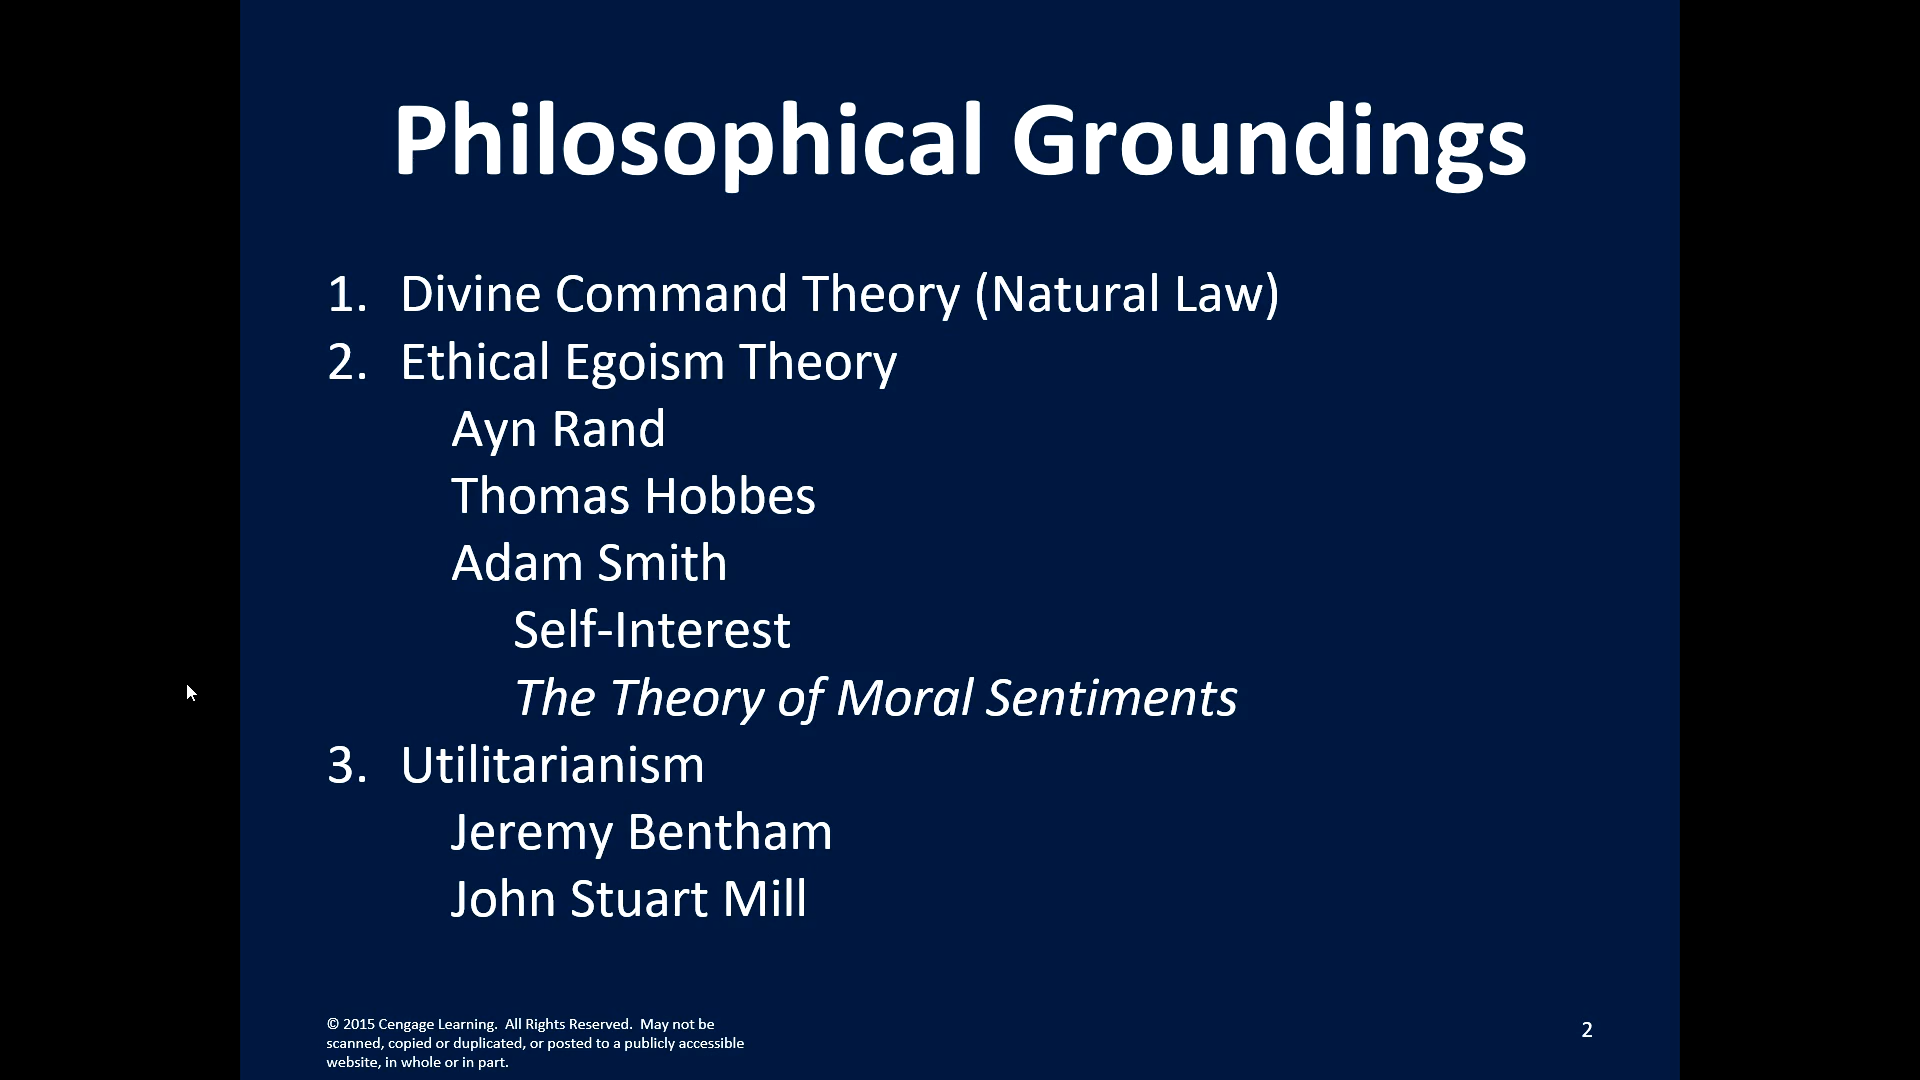 Philosophical Groundings
1. Divine Command Theory (Natural Law)
2. Ethical Egoism Theory
Ayn Rand
Thomas Hobbes
Adam Smith
Self-Interest
The Theory of Moral Sentiments
3. Utilitarianism
Jeremy Bentham
John Stuart Mill
© 2015 Cengage Learning. All Rights Reserved. May not be
scanned, copied or duplicated, or posted to a publicly accessible
website, in whole or in part.
2